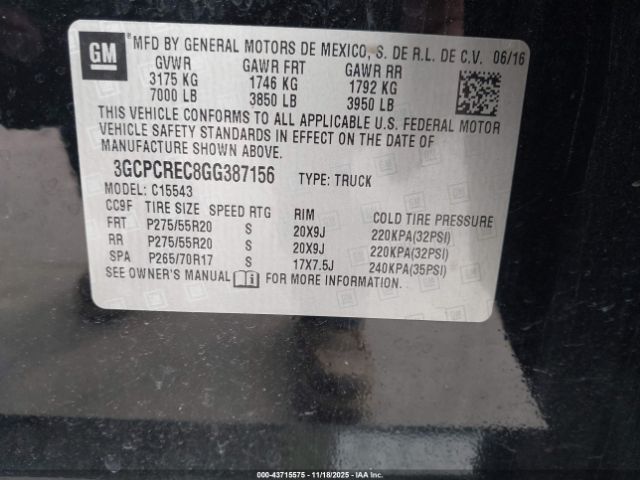 GM
® MFD BY GENERAL MOTORS DE MEXICO, S. DE R.L. DE C.V. 06/16
GVWR GAWR FRT GAWR RR
3175 KG 1746 KG 1792 KG
7000 LB 3850 LB 3950 LB
THIS VEHICLE CONFORMS TO ALL APPLICABLE U.S. FEDERAL MOTOR
VEHICLE SAFETY STANDARDS IN EFFECT ON THE DATE OF
MANUFACTURE SHOWN ABOVE.
3GCPCREC8GG387156 TYPE: TRUCK
MODEL: C15543
CC9F TIRE SIZE SPEED RTG RIM COLD TIRE PRESSURE
FRT P275/55R20 S 20X9J 220KPA(32PSI)
RR P275/55R20 S 20X9J 220KPA(32PSI)
SPA P265/70R17 S 17X7.5J 240KPA(35PSI)
SEE OWNER'S MANUAL FOR MORE INFORMATION.
000-43715575 - 11/18/2025 - IAAI.COM